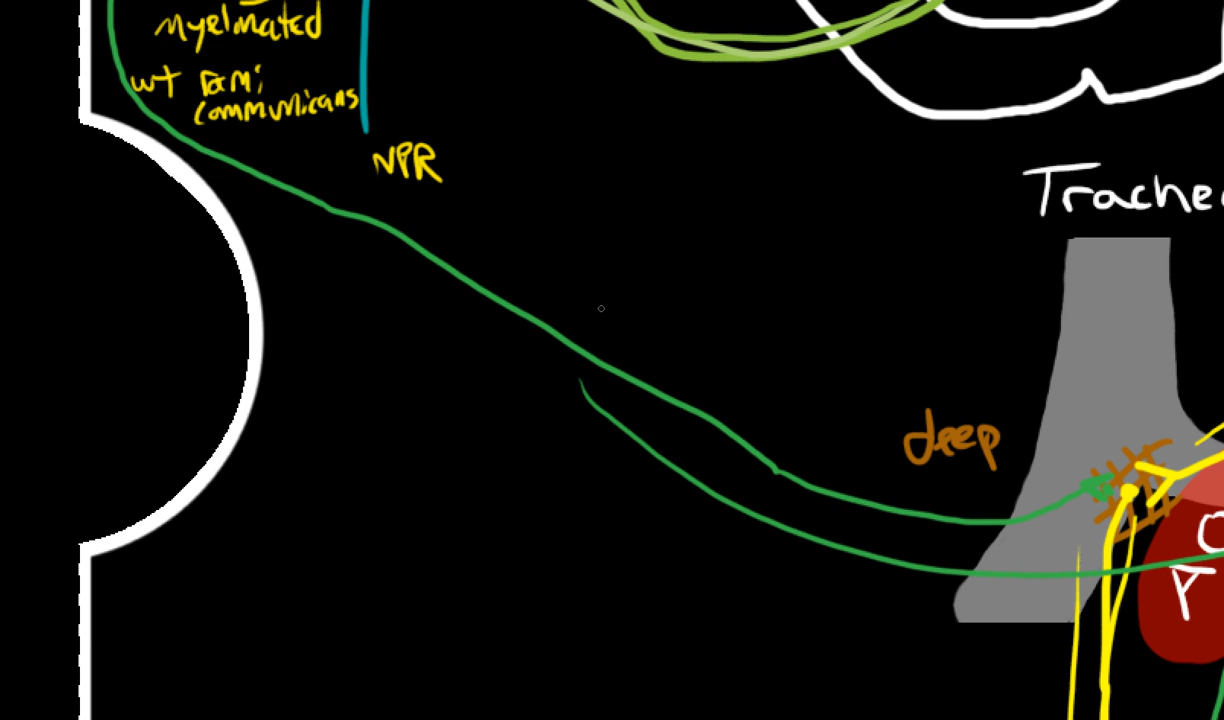 myelinated
wt rami
communicans
NPR
Trache
deep
A